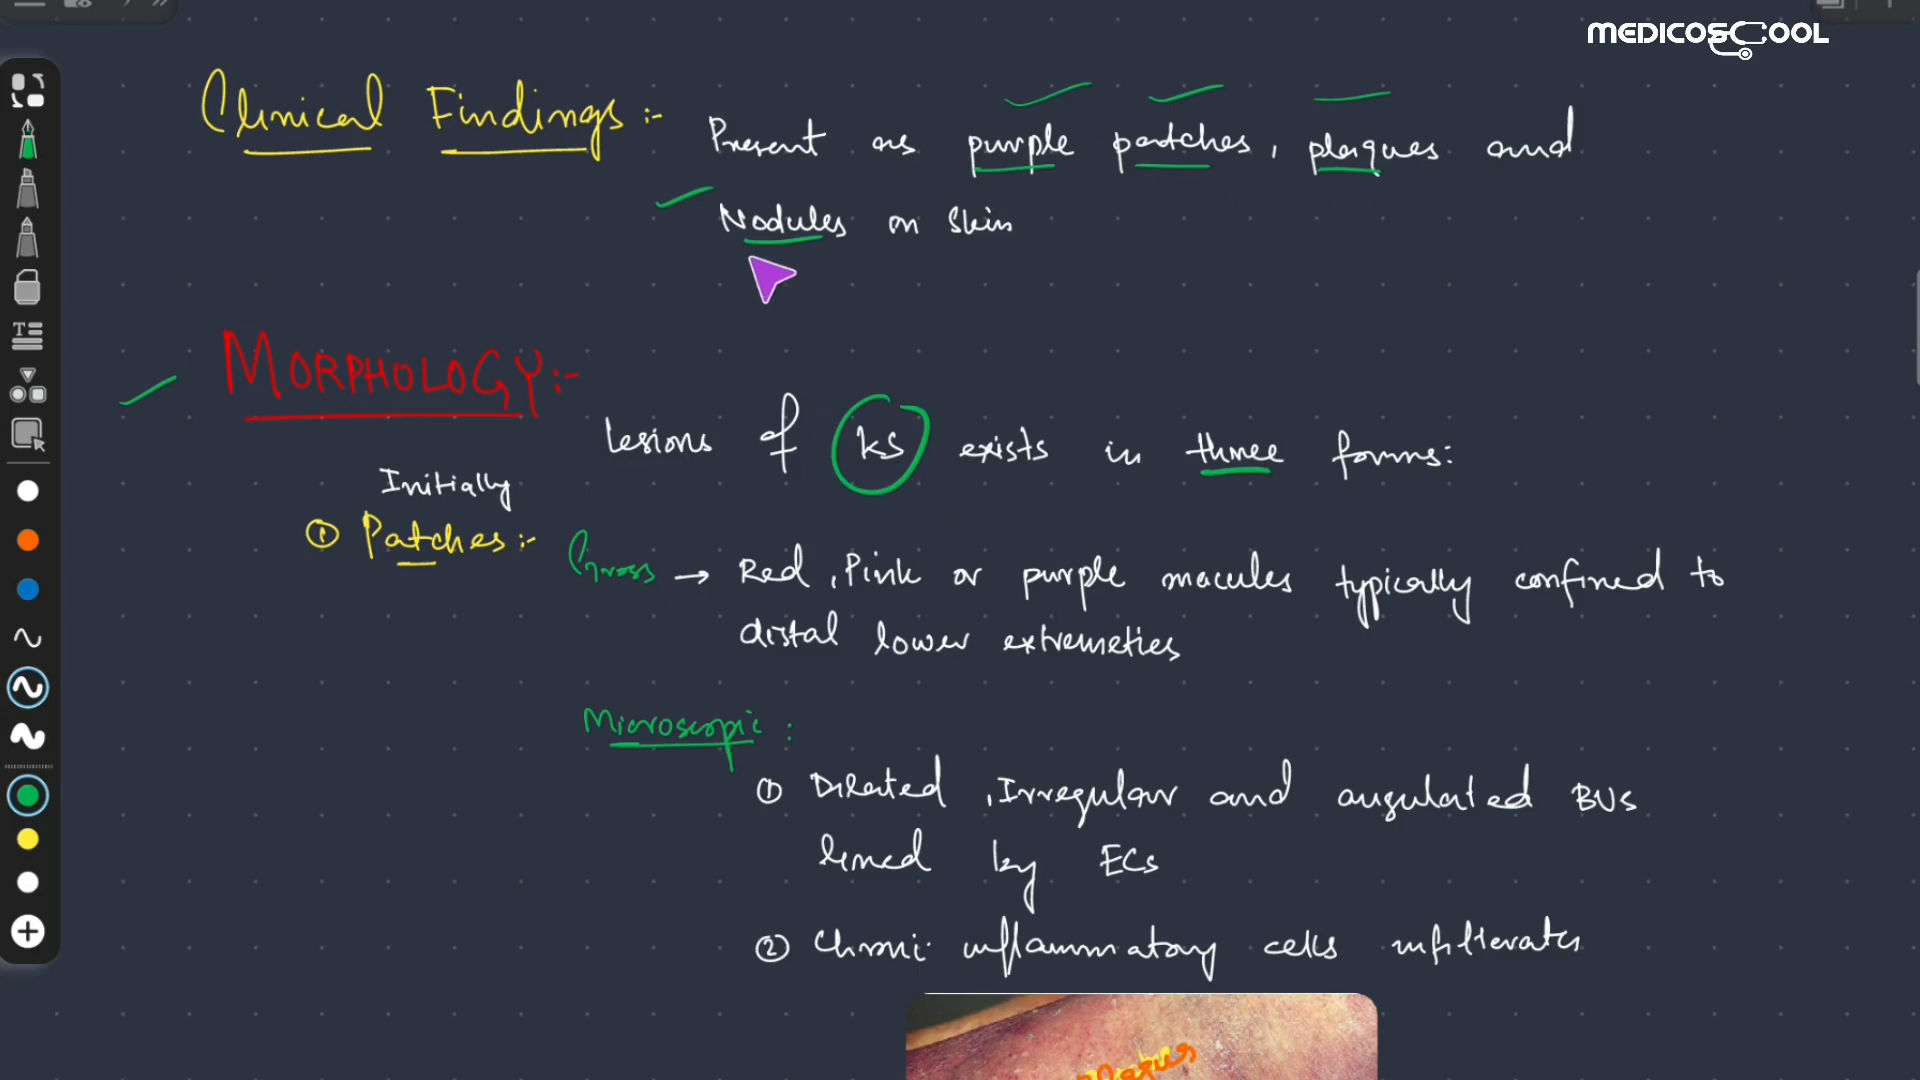 MEDICOSCOOL
Clinical Findings :- Present as purple patches, plaques and
Nodules on Skin
MORPHOLOGY :-
lesions of KS exists in three forms:
Initially
① Patches :- Gross → Red, Pink or purple macules typically confined to
distal lower extremeties
Microscopic :
① Dilated, Irregular and angulated BVs
lined by ECs
② Chronic inflammatory cells infilterates
Plaques